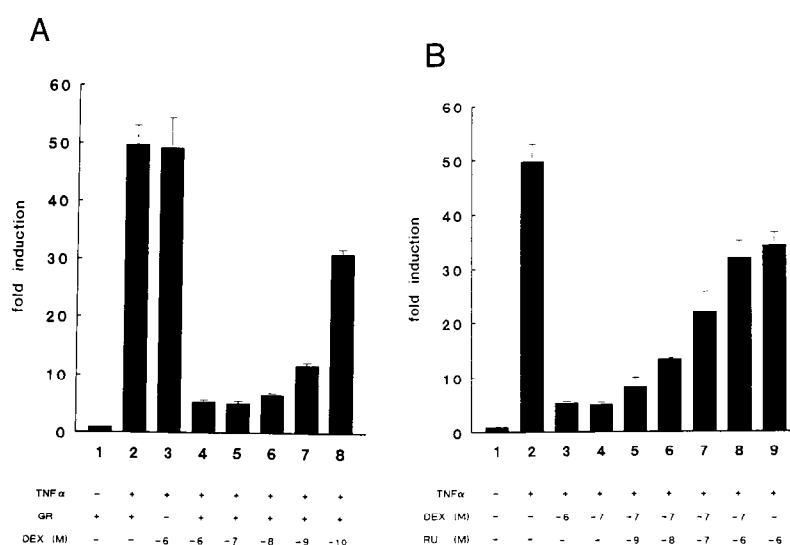 A
60
50
40
30
20
10
0
fold induction
1 2 3 4 5 6 7 8
TNFα - + + + + + + +
GR + + - + + + + +
DEX (M) - - -6 -6 -7 -8 -9 -10
B
60
50
40
30
20
10
0
fold induction
1 2 3 4 5 6 7 8 9
TNFα - + + + + + + + +
DEX (M) - - -6 -7 -7 -7 -7 -7 -
RU (M) - - - - -9 -8 -7 -6 -6